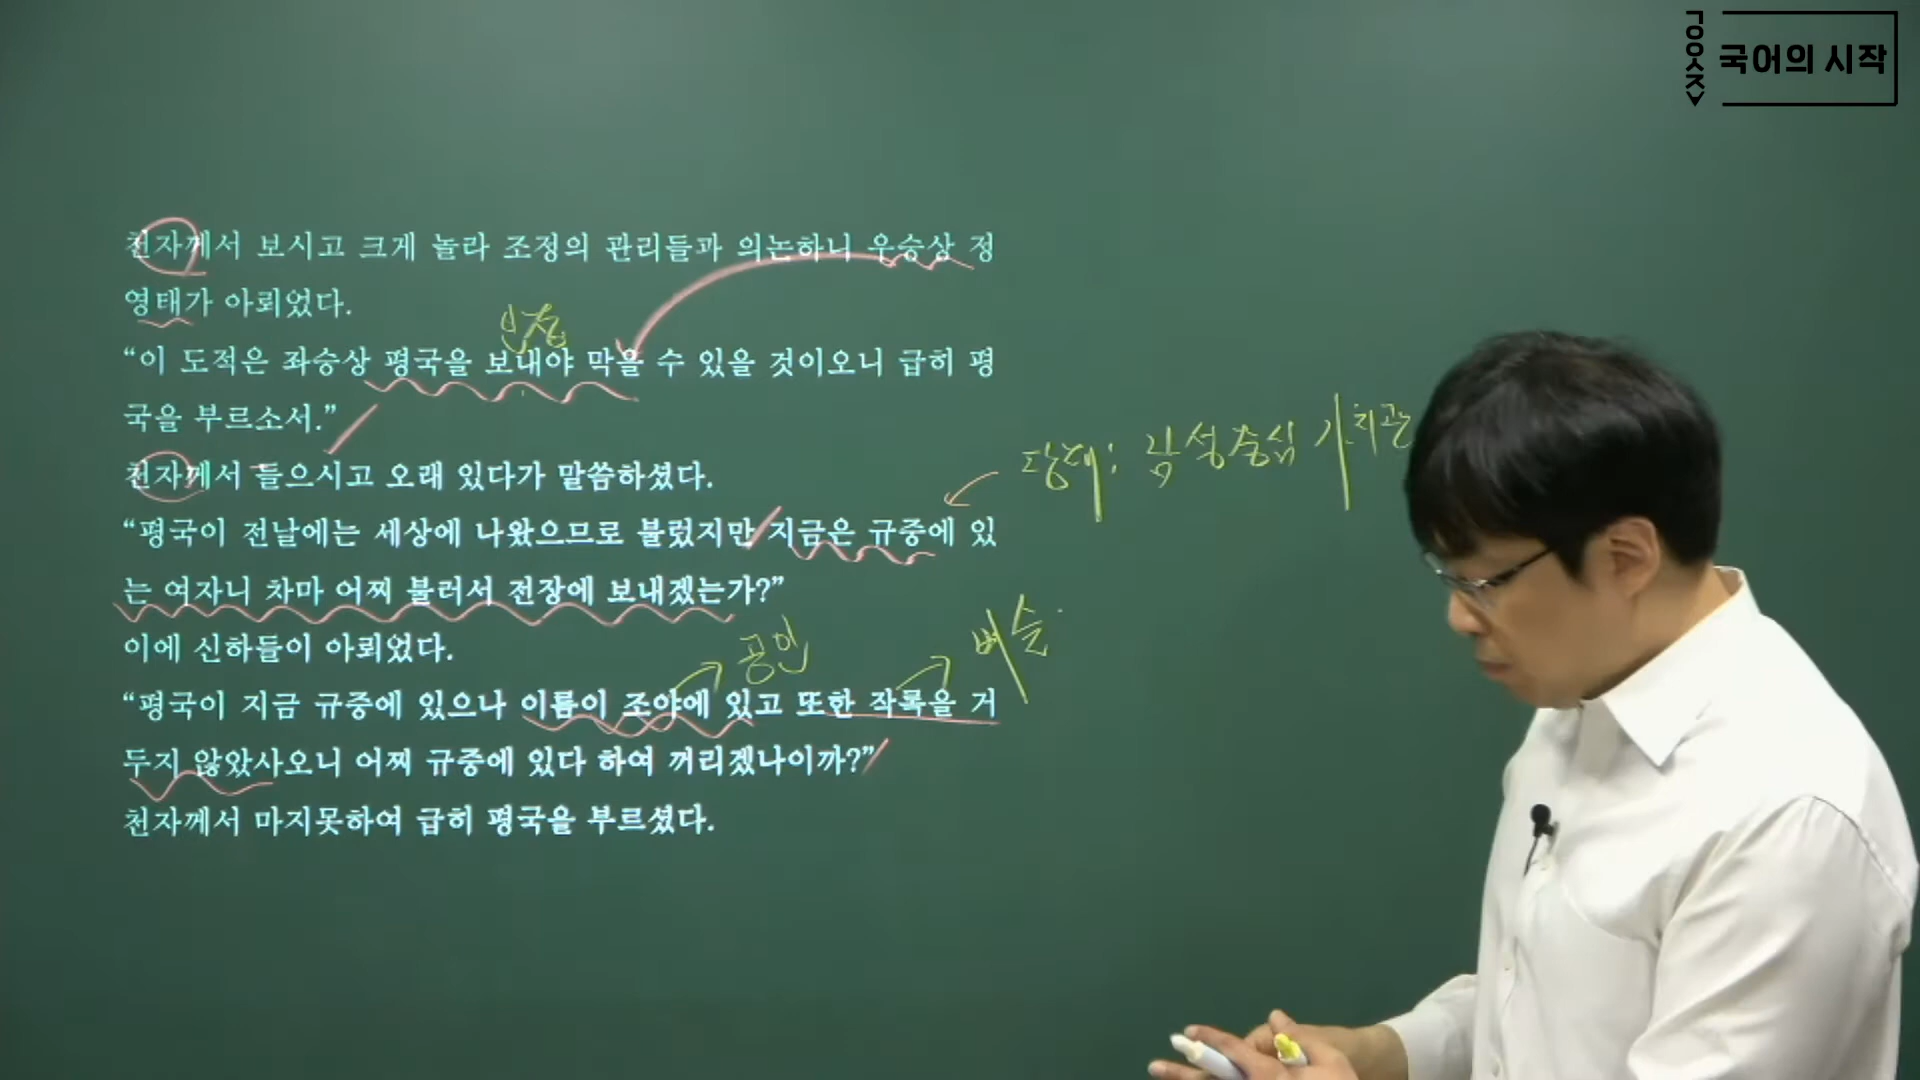 국어의 시작
천자께서 보시고 크게 놀라 조정의 관리들과 의논하니 우승상 정
영태가 아뢰었다.
“이 도적은 좌승상 평국을 보내야 막을 수 있을 것이오니 급히 평
국을 부르소서.”
천자께서 들으시고 오래 있다가 말씀하셨다.
당대: 남성중심 가치관
“평국이 전날에는 세상에 나왔으므로 불렀지만 지금은 규중에 있
는 여자니 차마 어찌 불러서 전장에 보내겠는가?”
이에 신하들이 아뢰었다.
공인
벼슬
“평국이 지금 규중에 있으나 이름이 조야에 있고 또한 작록을 거
두지 않았사오니 어찌 규중에 있다 하여 꺼리겠나이까?”
천자께서 마지못하여 급히 평국을 부르셨다.